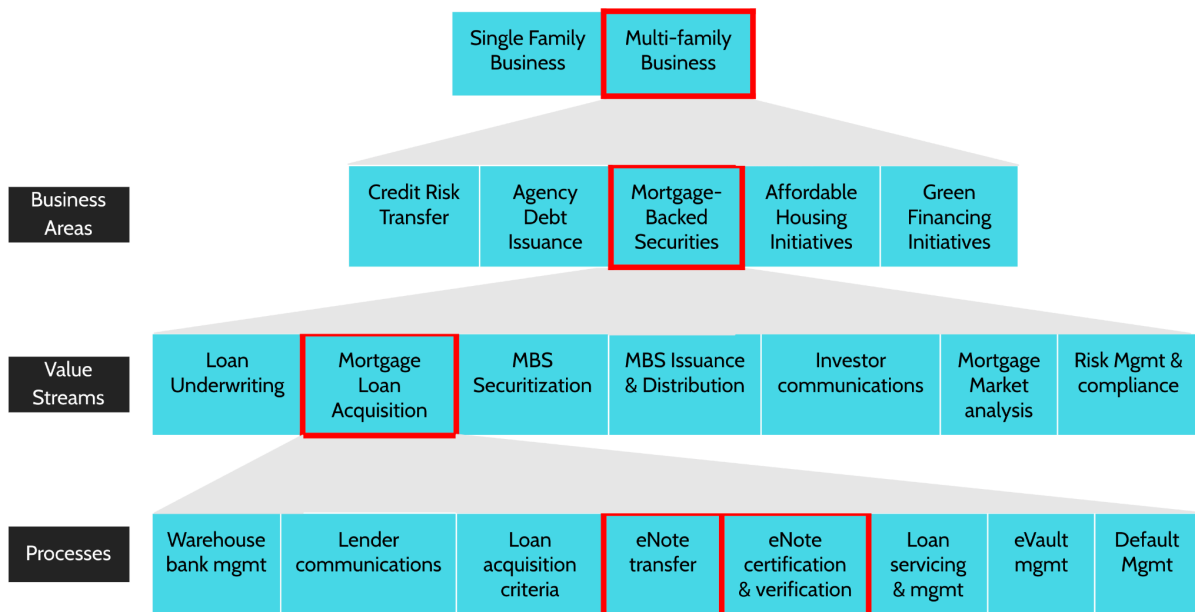 Single Family
Business
Multi-family
Business
Business
Areas
Credit Risk
Transfer
Agency
Debt
Issuance
Mortgage-
Backed
Securities
Affordable
Housing
Initiatives
Green
Financing
Initiatives
Value
Streams
Loan
Underwriting
Mortgage
Loan
Acquisition
MBS
Securitization
MBS Issuance
& Distribution
Investor
communications
Mortgage
Market
analysis
Risk Mgmt &
compliance
Processes
Warehouse
bank mgmt
Lender
communications
Loan
acquisition
criteria
eNote
transfer
eNote
certification
& verification
Loan
servicing
& mgmt
eVault
mgmt
Default
Mgmt